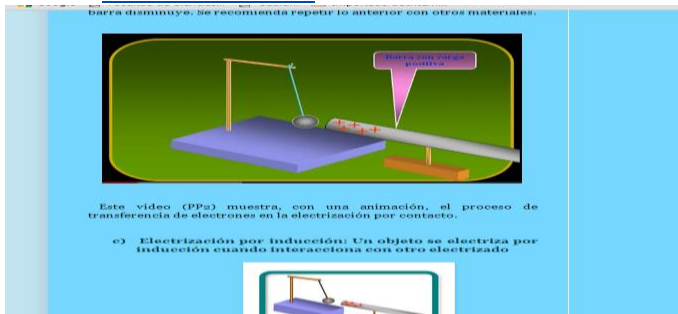 barra disminuye. Se recomienda repetir lo anterior con otros materiales.
Barra con carga
positiva
Este video (PP2) muestra, con una animación, el proceso de
transferencia de electrones en la electrización por contacto.
c) Electrización por inducción: Un objeto se electriza por
inducción cuando interacciona con otro electrizado